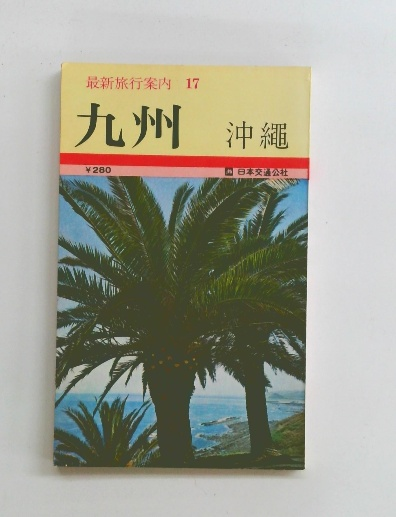 最新旅行案内 17
九州 沖縄
¥280 日本交通公社